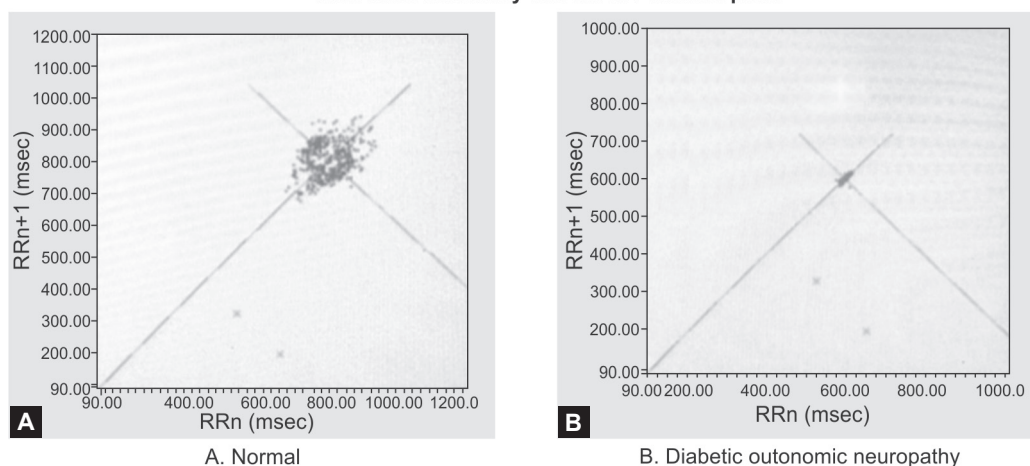 1200.00
1100.00
1000.00
900.00
800.00
700.00
600.00
500.00
400.00
300.00
200.00
90.00
RRn+1 (msec)
90.00 400.00 600.00 800.00 1000.00 1200.0
RRn (msec)
A
A. Normal
1000.00
900.00
800.00
700.00
600.00
500.00
400.00
300.00
200.00
90.00
RRn+1 (msec)
90.00 200.00 400.00 600.00 800.00 1000.0
RRn (msec)
B
B. Diabetic outonomic neuropathy